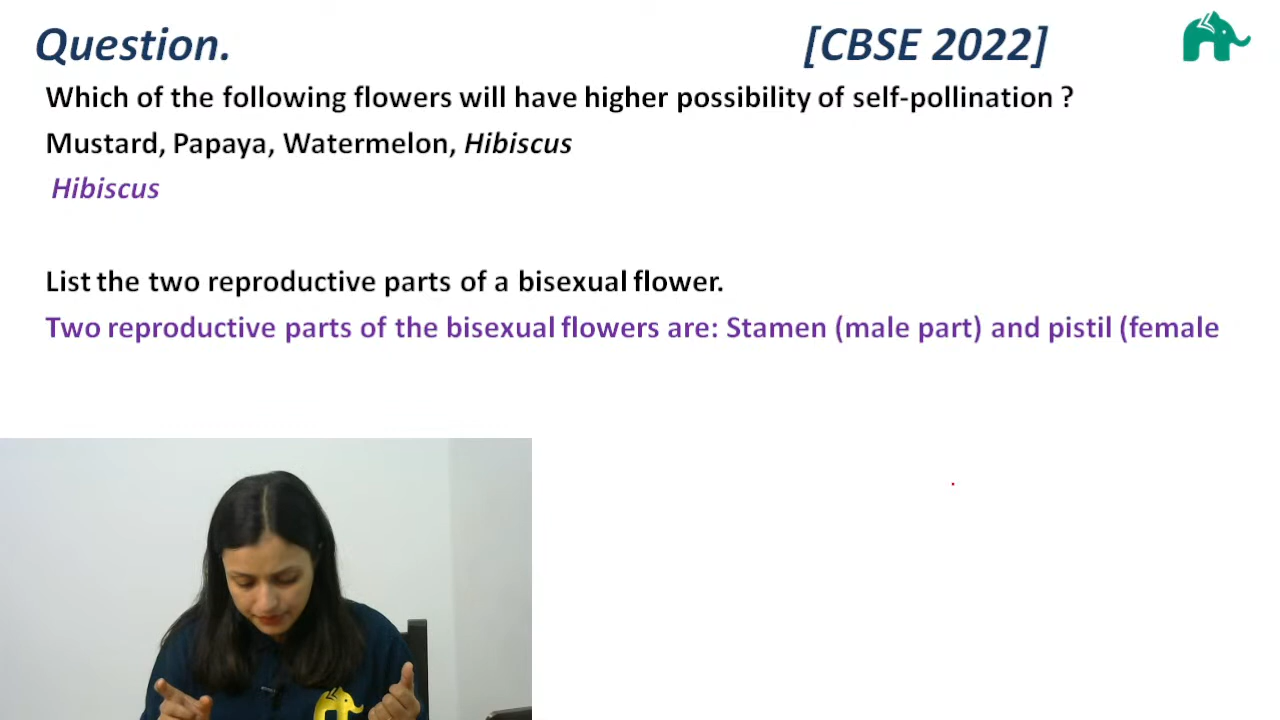 Question. [CBSE 2022]
Which of the following flowers will have higher possibility of self-pollination ?
Mustard, Papaya, Watermelon, Hibiscus
Hibiscus
List the two reproductive parts of a bisexual flower.
Two reproductive parts of the bisexual flowers are: Stamen (male part) and pistil (female